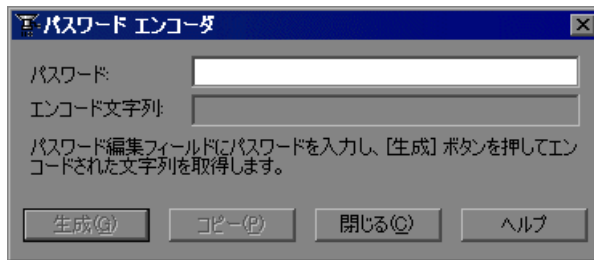 パスワード エンコーダ
パスワード:
エンコード文字列:
パスワード編集フィールドにパスワードを入力し、[生成] ボタンを押してエン
コードされた文字列を取得します。
生成(G) コピー(P) 閉じる(C) ヘルプ